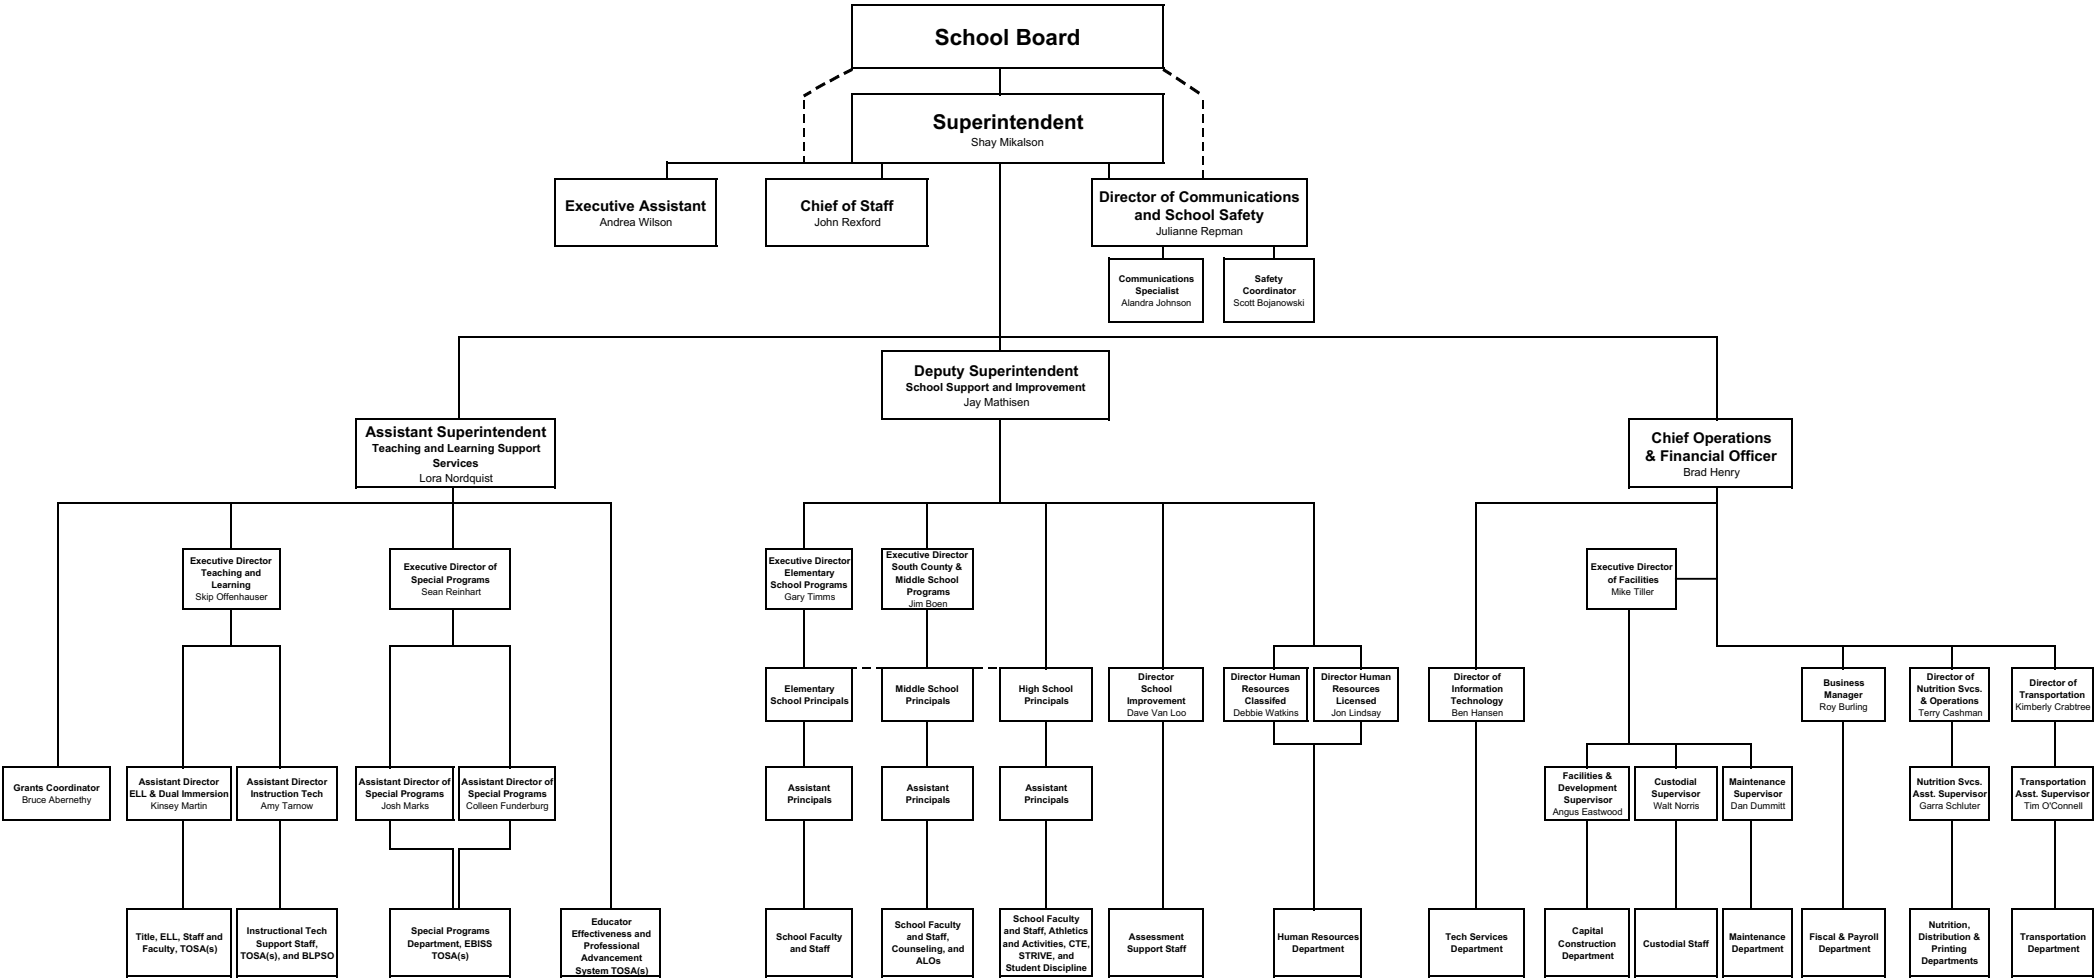 School Board
Superintendent
Shay Mikalson
Executive Assistant
Andrea Wilson
Chief of Staff
John Rexford
Director of Communications
and School Safety
Julianne Repman
Communications
Specialist
Alandra Johnson
Safety
Coordinator
Scott Bojanowski
Deputy Superintendent
School Support and Improvement
Jay Mathisen
Assistant Superintendent
Teaching and Learning Support
Services
Lora Nordquist
Chief Operations
& Financial Officer
Brad Henry
Executive Director
Teaching and
Learning
Skip Offenhauser
Executive Director of
Special Programs
Sean Reinhart
Executive Director
Elementary
School Programs
Gary Timms
Executive Director
South County &
Middle School
Programs
Jim Boen
Executive Director
of Facilities
Mike Tiller
Elementary
School Principals
Middle School
Principals
High School
Principals
Director
School
Improvement
Dave Van Loo
Director Human
Resources
Classifed
Debbie Watkins
Director Human
Resources
Licensed
Jon Lindsay
Director of
Information
Technology
Ben Hansen
Business
Manager
Roy Burling
Director of
Nutrition Svcs.
& Operations
Terry Cashman
Director of
Transportation
Kimberly Crabtree
Grants Coordinator
Bruce Abernethy
Assistant Director
ELL & Dual Immersion
Kinsey Martin
Assistant Director
Instruction Tech
Amy Tarnow
Assistant Director of
Special Programs
Josh Marks
Assistant Director of
Special Programs
Colleen Funderburg
Assistant
Principals
Assistant
Principals
Assistant
Principals
Facilities &
Development
Supervisor
Angus Eastwood
Custodial
Supervisor
Walt Norris
Maintenance
Supervisor
Dan Dummitt
Nutrition Svcs.
Asst. Supervisor
Garra Schluter
Transportation
Asst. Supervisor
Tim O'Connell
Title, ELL, Staff and
Faculty, TOSA(s)
Instructional Tech
Support Staff,
TOSA(s), and BLPSO
Special Programs
Department, EBISS
TOSA(s)
Educator
Effectiveness and
Professional
Advancement
System TOSA(s)
School Faculty
and Staff
School Faculty
and Staff,
Counseling, and
ALOs
School Faculty
and Staff, Athletics
and Activities, CTE,
STRIVE, and
Student Discipline
Assessment
Support Staff
Human Resources
Department
Tech Services
Department
Capital
Construction
Department
Custodial Staff
Maintenance
Department
Fiscal & Payroll
Department
Nutrition,
Distribution &
Printing
Departments
Transportation
Department